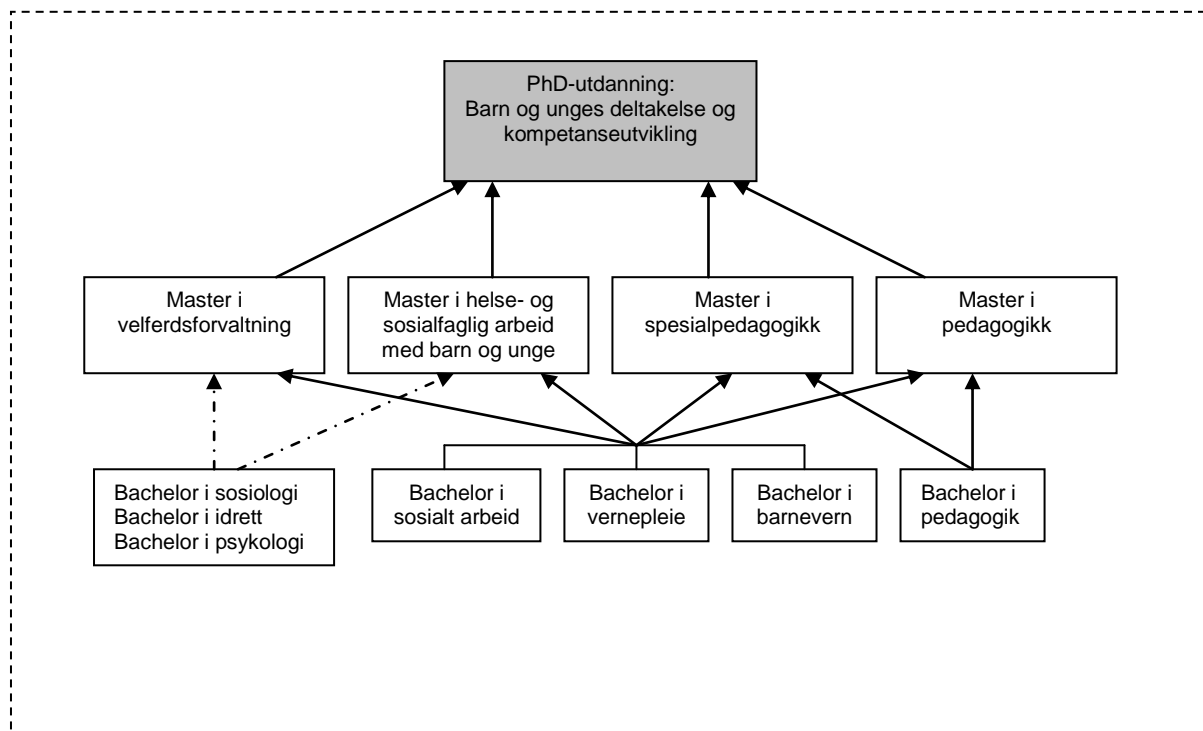 PhD-utdanning:
Barn og unges deltakelse og
kompetanseutvikling
Master i
velferdsforvaltning
Master i helse- og
sosialfaglig arbeid
med barn og unge
Master i
spesialpedagogikk
Master i
pedagogikk
Bachelor i sosiologi
Bachelor i idrett
Bachelor i psykologi
Bachelor i
sosialt arbeid
Bachelor i
vernepleie
Bachelor i
barnevern
Bachelor i
pedagogik